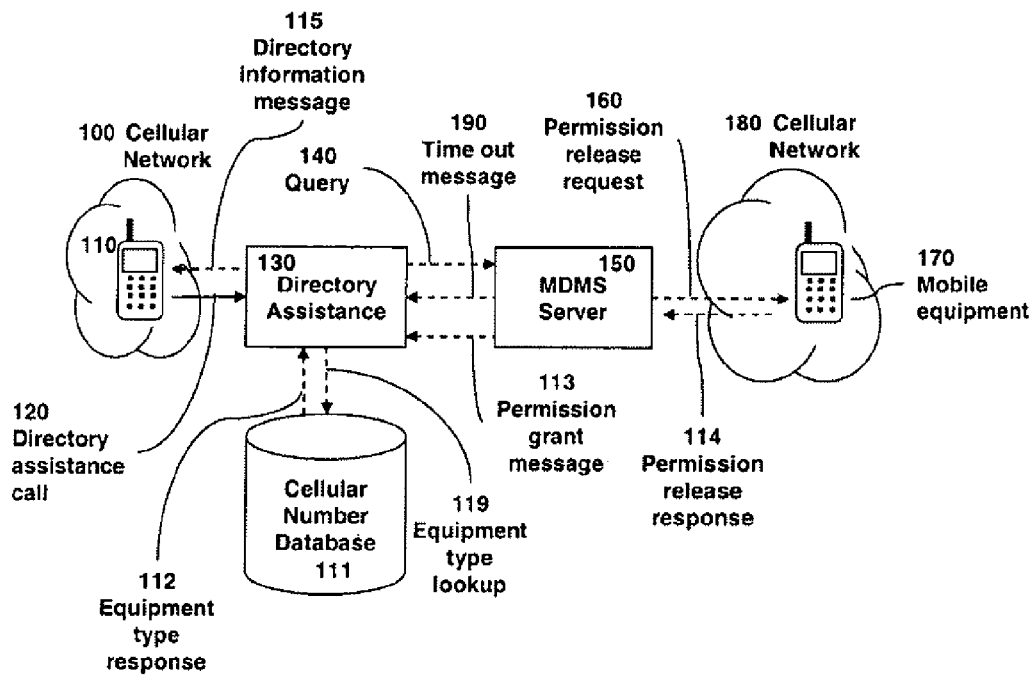 115
Directory
Information
message
100 Cellular
Network
140
Query
190
Time out
message
160
Permission
release
request
180 Cellular
Network
110
130
Directory
Assistance
150
MDMS
Server
170
Mobile
equipment
120
Directory
assistance
call
113
Permission
grant
message
114
Permission
release
response
Cellular
Number
Database
111
119
Equipment
type
lookup
112
Equipment
type
response